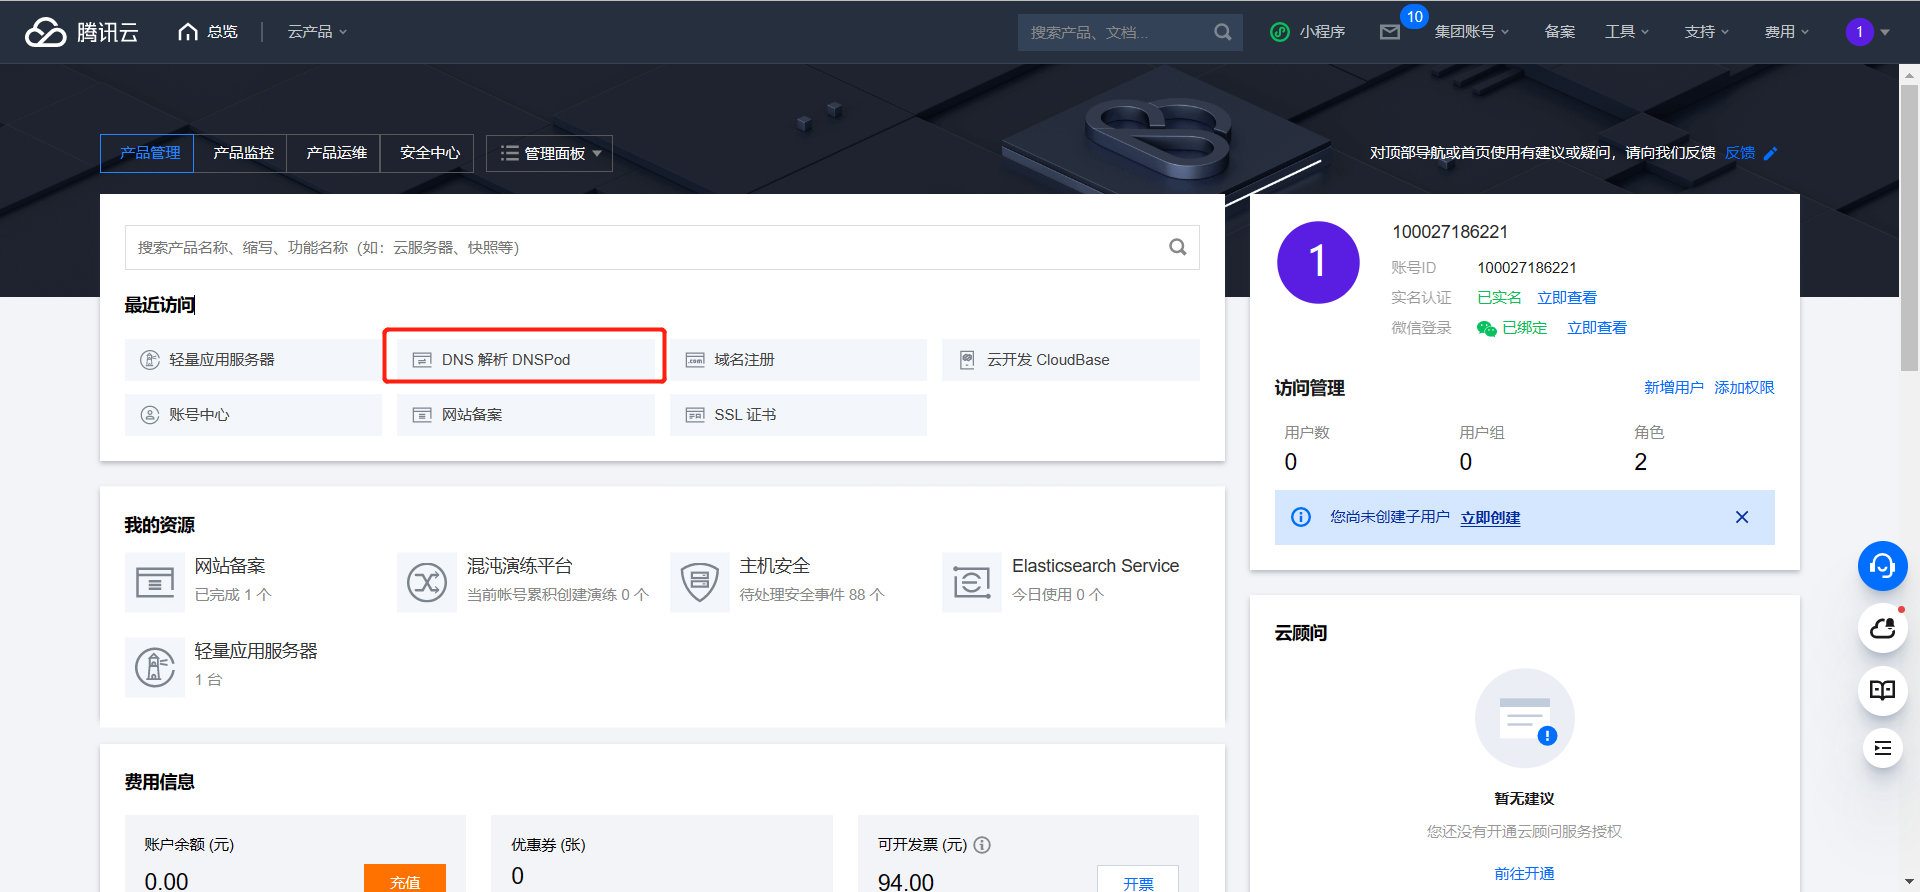 腾讯云
总览
云产品
搜索产品、文档...
小程序
10
集团账号
备案
工具
支持
费用
1
产品管理
产品监控
产品运维
安全中心
管理面板
对顶部导航或首页使用有建议或疑问，请向我们反馈 反馈
搜索产品名称、缩写、功能名称（如：云服务器、快照等）
最近访问
轻量应用服务器
DNS 解析 DNSPod
域名注册
云开发 CloudBase
账号中心
网站备案
SSL 证书
1
100027186221
账号ID 100027186221
实名认证 已实名 立即查看
微信登录 已绑定 立即查看
访问管理
新增用户 添加权限
用户数
用户组
角色
0
0
2
您尚未创建子用户 立即创建
我的资源
网站备案
已完成 1 个
混沌演练平台
当前帐号累积创建演练 0 个
主机安全
待处理安全事件 88 个
Elasticsearch Service
今日使用 0 个
轻量应用服务器
1 台
云顾问
暂无建议
您还没有开通云顾问服务授权
前往开通
费用信息
账户余额 (元)
0.00
充值
优惠券 (张)
0
可开发票 (元)
94.00
开票